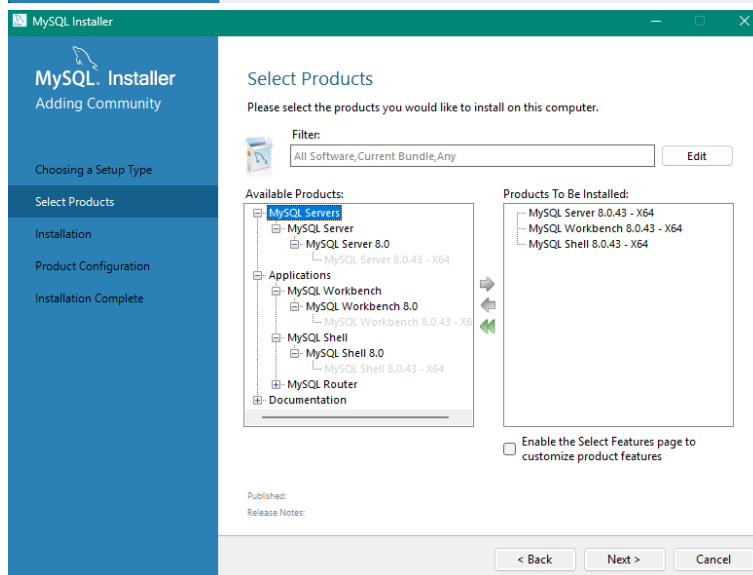 MySQL Installer
MySQL. Installer
Adding Community
Choosing a Setup Type
Select Products
Installation
Product Configuration
Installation Complete
Select Products
Please select the products you would like to install on this computer.
Filter:
All Software,Current Bundle,Any
Edit
Available Products:
MySQL Servers
MySQL Server
MySQL Server 8.0
MySQL Server 8.0.43 - X64
Applications
MySQL Workbench
MySQL Workbench 8.0
MySQL Workbench 8.0.43 - X6
MySQL Shell
MySQL Shell 8.0
MySQL Shell 8.0.43 - X64
MySQL Router
Documentation
Products To Be Installed:
MySQL Server 8.0.43 - X64
MySQL Workbench 8.0.43 - X64
MySQL Shell 8.0.43 - X64
Enable the Select Features page to
customize product features
Published:
Release Notes:
< Back
Next >
Cancel